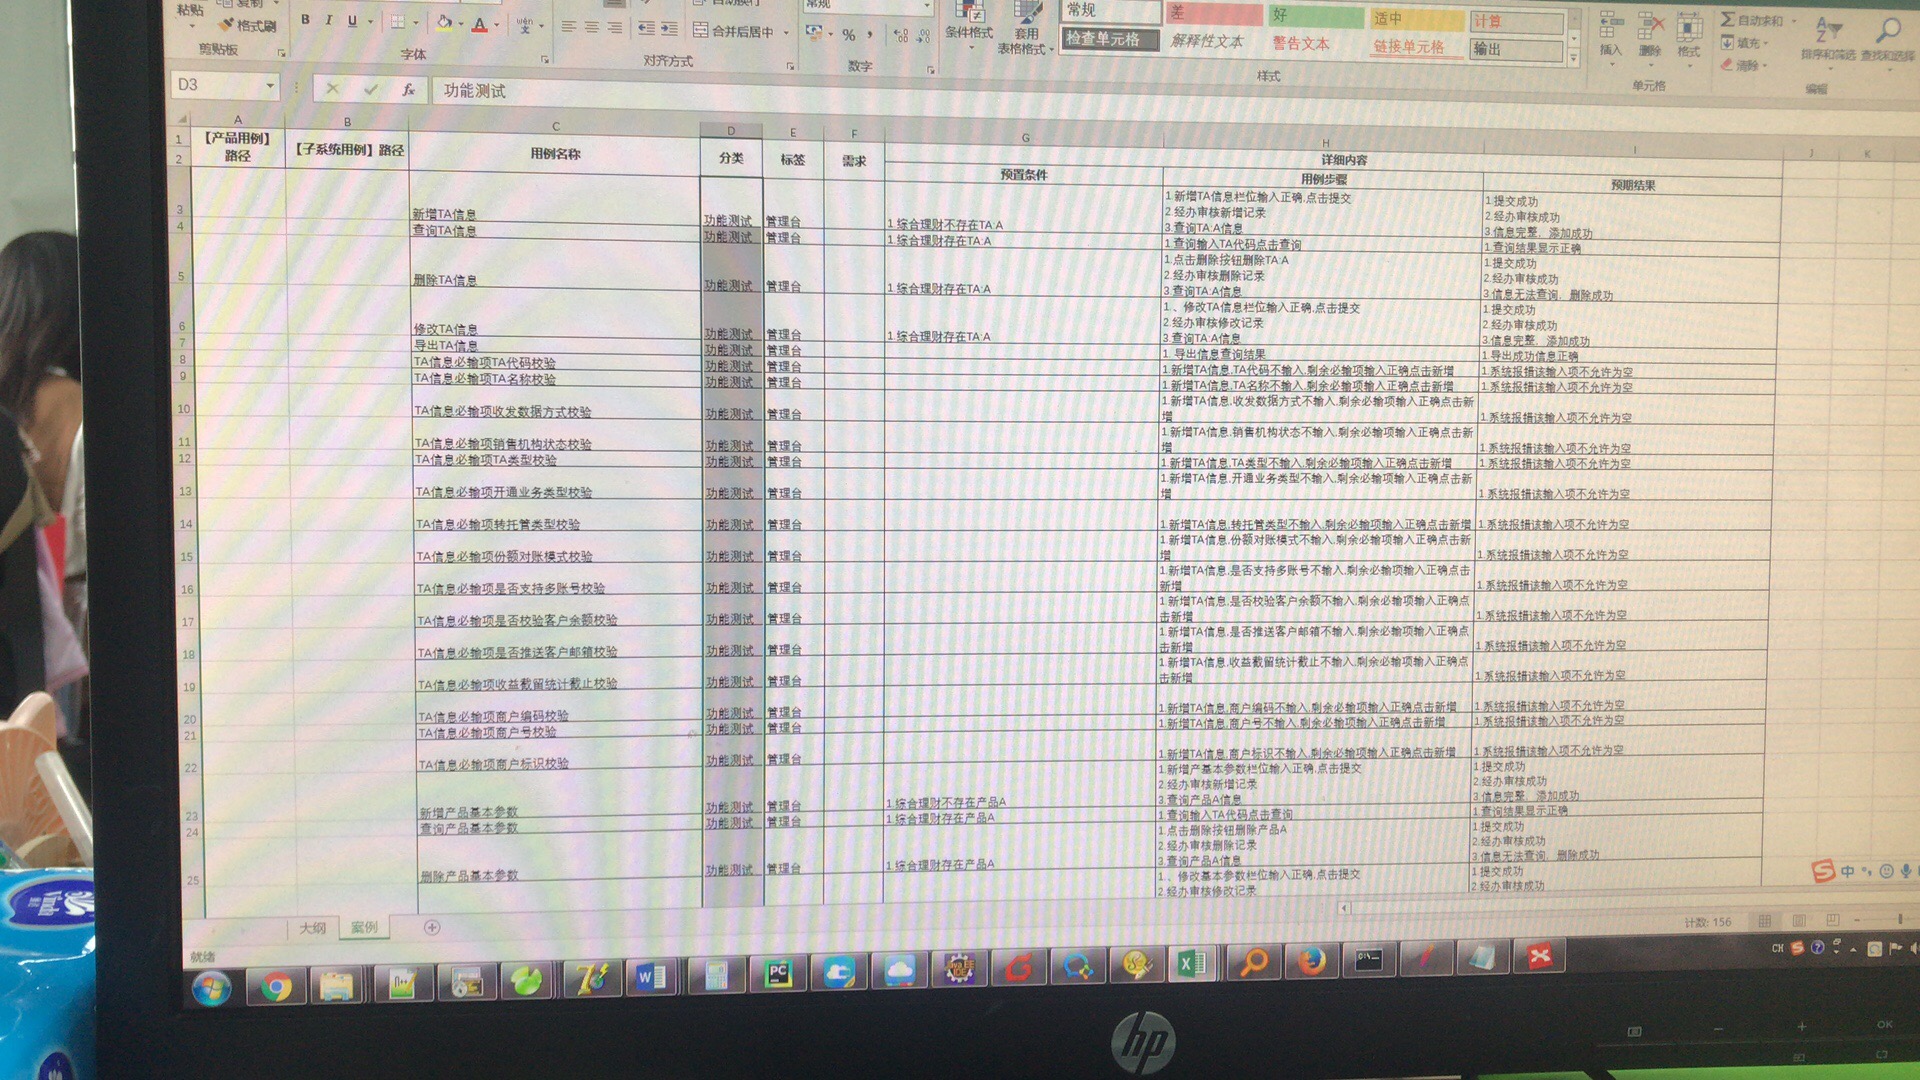 粘贴
格式刷
剪贴板
B I U
字体
合并后居中
对齐方式
常规
%
数字
条件格式
套用
表格格式
常规 差 好 适中 计算
检查单元格 解释性文本 警告文本 链接单元格 输出
样式
插入 删除 格式
单元格
自动求和
填充
清除
排序和筛选 查找和选择
编辑
D3 fx 功能测试
A B C D E F G H I J K
【产品用例】路径 【子系统用例】路径 用例名称 分类 标签 需求 详细内容
预置条件 用例步骤 预期结果
3 新增TA信息 功能测试 管理台 1.综合理财不存在TA:A
1.新增TA信息栏位输入正确,点击提交
2.经办审核新增记录
3.查询TA:A信息
1.提交成功
2.经办审核成功
3.信息完整、添加成功
4 查询TA信息 功能测试 管理台 1.综合理财存在TA:A 1.查询输入TA代码点击查询 1.查询结果显示正确
5 删除TA信息 功能测试 管理台 1.综合理财存在TA:A
1.点击删除按钮删除TA:A
2.经办审核删除记录
3.查询TA:A信息
1.提交成功
2.经办审核成功
3.信息无法查询、删除成功
6 修改TA信息 功能测试 管理台 1.综合理财存在TA:A
1.、修改TA信息栏位输入正确,点击提交
2.经办审核修改记录
3.查询TA:A信息
1.提交成功
2.经办审核成功
3.信息完整、添加成功
7 导出TA信息 功能测试 管理台 1. 导出信息查询结果 1.导出成功信息正确
8 TA信息必输项TA代码校验 功能测试 管理台 1.新增TA信息,TA代码不输入,剩余必输项输入正确点击新增 1.系统报错该输入项不允许为空
9 TA信息必输项TA名称校验 功能测试 管理台 1.新增TA信息,TA名称不输入,剩余必输项输入正确点击新增 1.系统报错该输入项不允许为空
10 TA信息必输项收发数据方式校验 功能测试 管理台 1.新增TA信息,收发数据方式不输入,剩余必输项输入正确点击新增 1.系统报错该输入项不允许为空
11 TA信息必输项销售机构状态校验 功能测试 管理台 1.新增TA信息,销售机构状态不输入,剩余必输项输入正确点击新增 1.系统报错该输入项不允许为空
12 TA信息必输项TA类型校验 功能测试 管理台 1.新增TA信息,TA类型不输入,剩余必输项输入正确点击新增 1.系统报错该输入项不允许为空
13 TA信息必输项开通业务类型校验 功能测试 管理台 1.新增TA信息,开通业务类型不输入,剩余必输项输入正确点击新增 1.系统报错该输入项不允许为空
14 TA信息必输项转托管类型校验 功能测试 管理台 1.新增TA信息,转托管类型不输入,剩余必输项输入正确点击新增 1.系统报错该输入项不允许为空
15 TA信息必输项份额对账模式校验 功能测试 管理台 1.新增TA信息,份额对账模式不输入,剩余必输项输入正确点击新增 1.系统报错该输入项不允许为空
16 TA信息必输项是否支持多账号校验 功能测试 管理台 1.新增TA信息,是否支持多账号不输入,剩余必输项输入正确点击新增 1.系统报错该输入项不允许为空
17 TA信息必输项是否校验客户余额校验 功能测试 管理台 1.新增TA信息,是否校验客户余额不输入,剩余必输项输入正确点击新增 1.系统报错该输入项不允许为空
18 TA信息必输项是否推送客户邮箱校验 功能测试 管理台 1.新增TA信息,是否推送客户邮箱不输入,剩余必输项输入正确点击新增 1.系统报错该输入项不允许为空
19 TA信息必输项收益截留统计截止校验 功能测试 管理台 1.新增TA信息,收益截留统计截止不输入,剩余必输项输入正确点击新增 1.系统报错该输入项不允许为空
20 TA信息必输项商户编码校验 功能测试 管理台 1.新增TA信息,商户编码不输入,剩余必输项输入正确点击新增 1.系统报错该输入项不允许为空
21 TA信息必输项商户号校验 功能测试 管理台 1.新增TA信息,商户号不输入,剩余必输项输入正确点击新增 1.系统报错该输入项不允许为空
22 TA信息必输项商户标识校验 功能测试 管理台 1.新增TA信息,商户标识不输入,剩余必输项输入正确点击新增 1.系统报错该输入项不允许为空
23 新增产品基本参数 功能测试 管理台 1.综合理财不存在产品A
1.新增产基本参数栏位输入正确,点击提交
2.经办审核新增记录
3.查询产品A信息
1.提交成功
2.经办审核成功
3.信息完整、添加成功
24 查询产品基本参数 功能测试 管理台 1.综合理财存在产品A 1.查询输入TA代码点击查询 1.查询结果显示正确
25 删除产品基本参数 功能测试 管理台 1.综合理财存在产品A
1.点击删除按钮删除产品A
2.经办审核删除记录
3.查询产品A信息
1.提交成功
2.经办审核成功
3.信息无法查询、删除成功
1.、修改基本参数栏位输入正确,点击提交
2.经办审核修改记录
1.提交成功
2.经办审核成功
大纲 案例
就绪 计数: 156
中
CH
hp
OK
Vinda